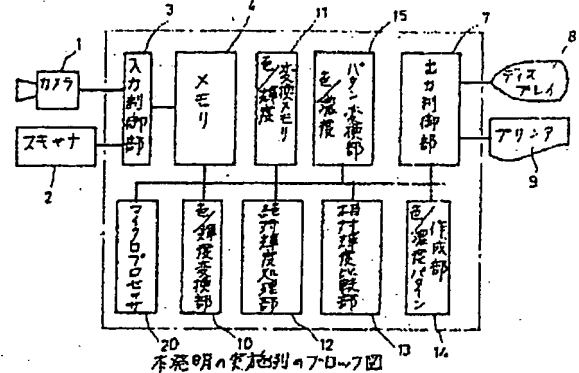 1
カメラ
スキャナ
2
3
入力制御部
4
メモリ
11
色/輝度
変換メモリ
15
色/濃度
パタン変換部
7
出力制御部
8
ディスプレイ
プリンア
9
マイクロプロセッサ
20
色/輝度変換部
10
絶対輝度処理部
12
相対輝度比較部
13
色/濃度パタイン
作成部
14
本発明の実施例のブロック図